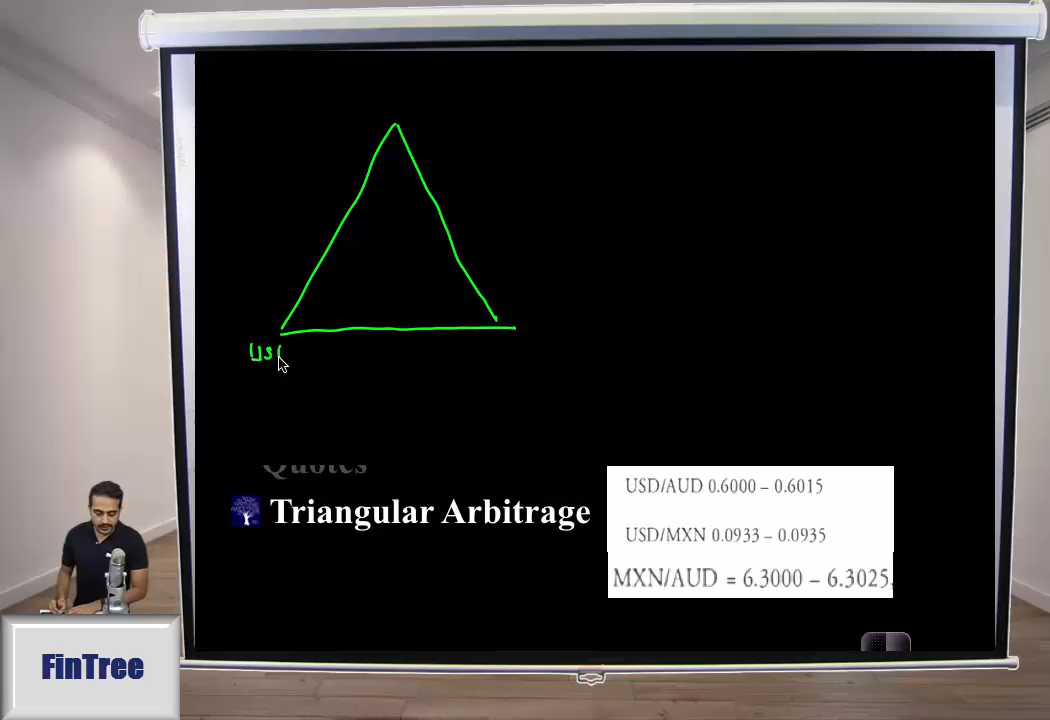 US
Quotes
Triangular Arbitrage
USD/AUD 0.6000 – 0.6015
USD/MXN 0.0933 – 0.0935
MXN/AUD = 6.3000 – 6.3025,
FinTree